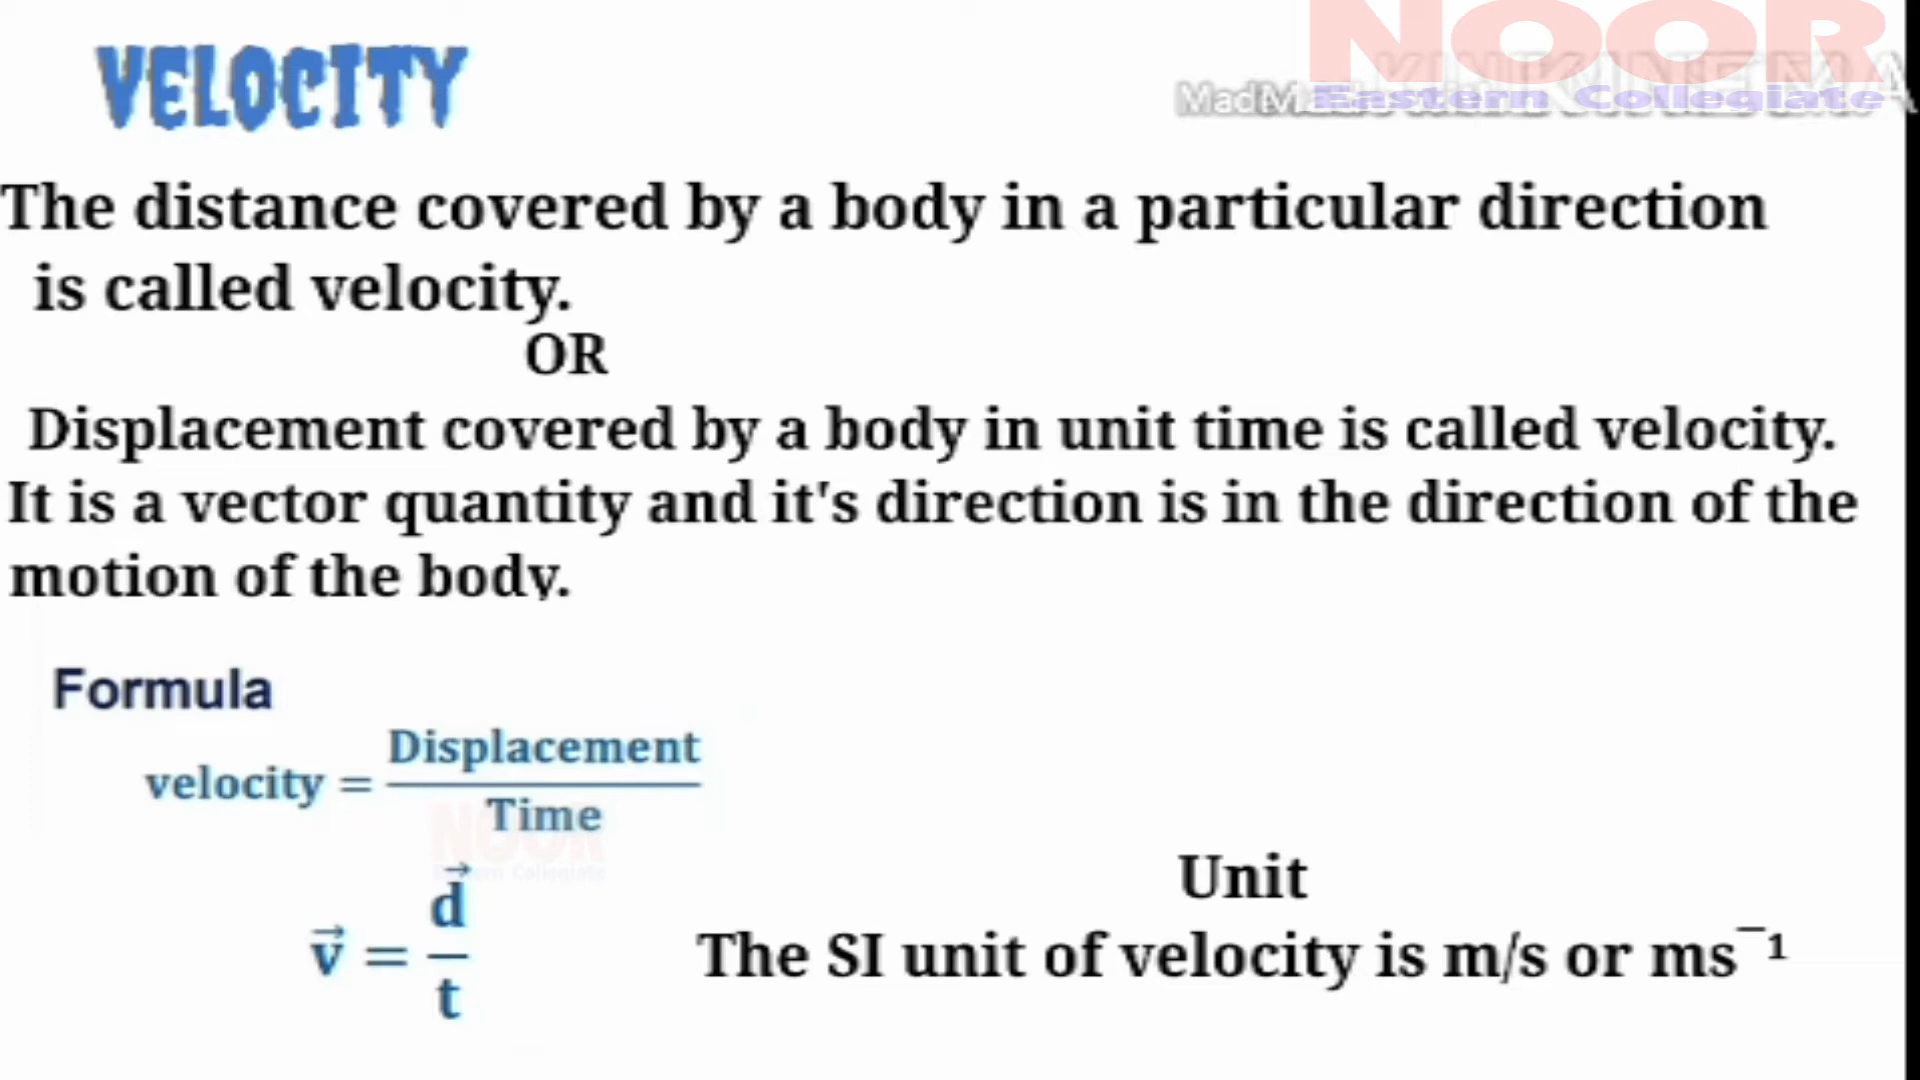 VELOCITY
NOOR
Eastern Collegiate
The distance covered by a body in a particular direction
is called velocity.
OR
Displacement covered by a body in unit time is called velocity.
It is a vector quantity and it's direction is in the direction of the
motion of the body.
Formula
velocity = Displacement / Time
NOOR
Collegiate
v⃗ = d⃗ / t
Unit
The SI unit of velocity is m/s or ms⁻¹